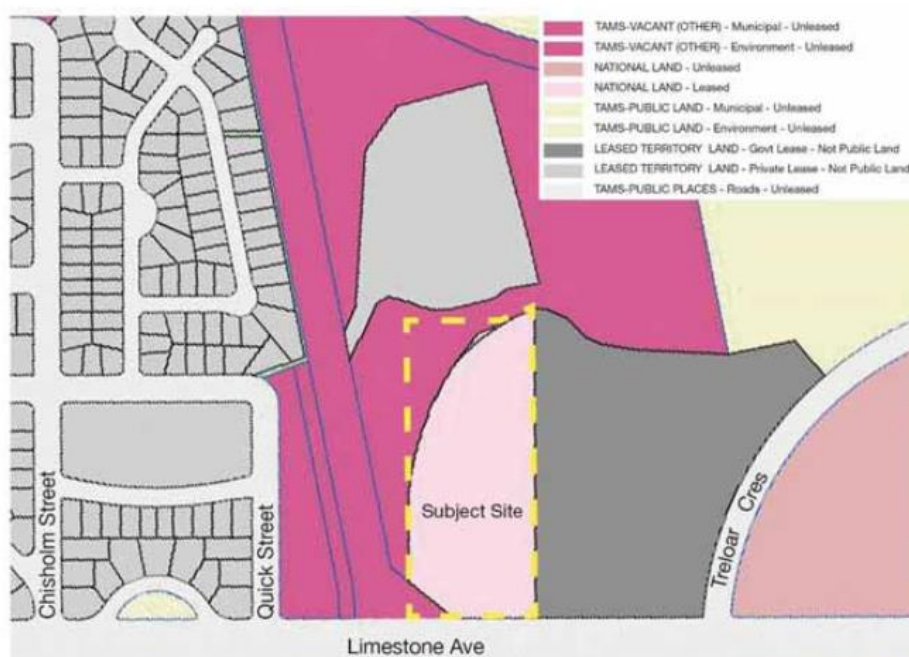 TAMS-VACANT (OTHER) - Municipal - Unleased
TAMS-VACANT (OTHER) - Environment - Unleased
NATIONAL LAND - Unleased
NATIONAL LAND - Leased
TAMS-PUBLIC LAND - Municipal - Unleased
TAMS-PUBLIC LAND - Environment - Unleased
LEASED TERRITORY LAND - Govt Lease - Not Public Land
LEASED TERRITORY LAND - Private Lease - Not Public Land
TAMS-PUBLIC PLACES - Roads - Unleased
Subject Site
Chisholm Street
Quick Street
Treloar Cres
Limestone Ave